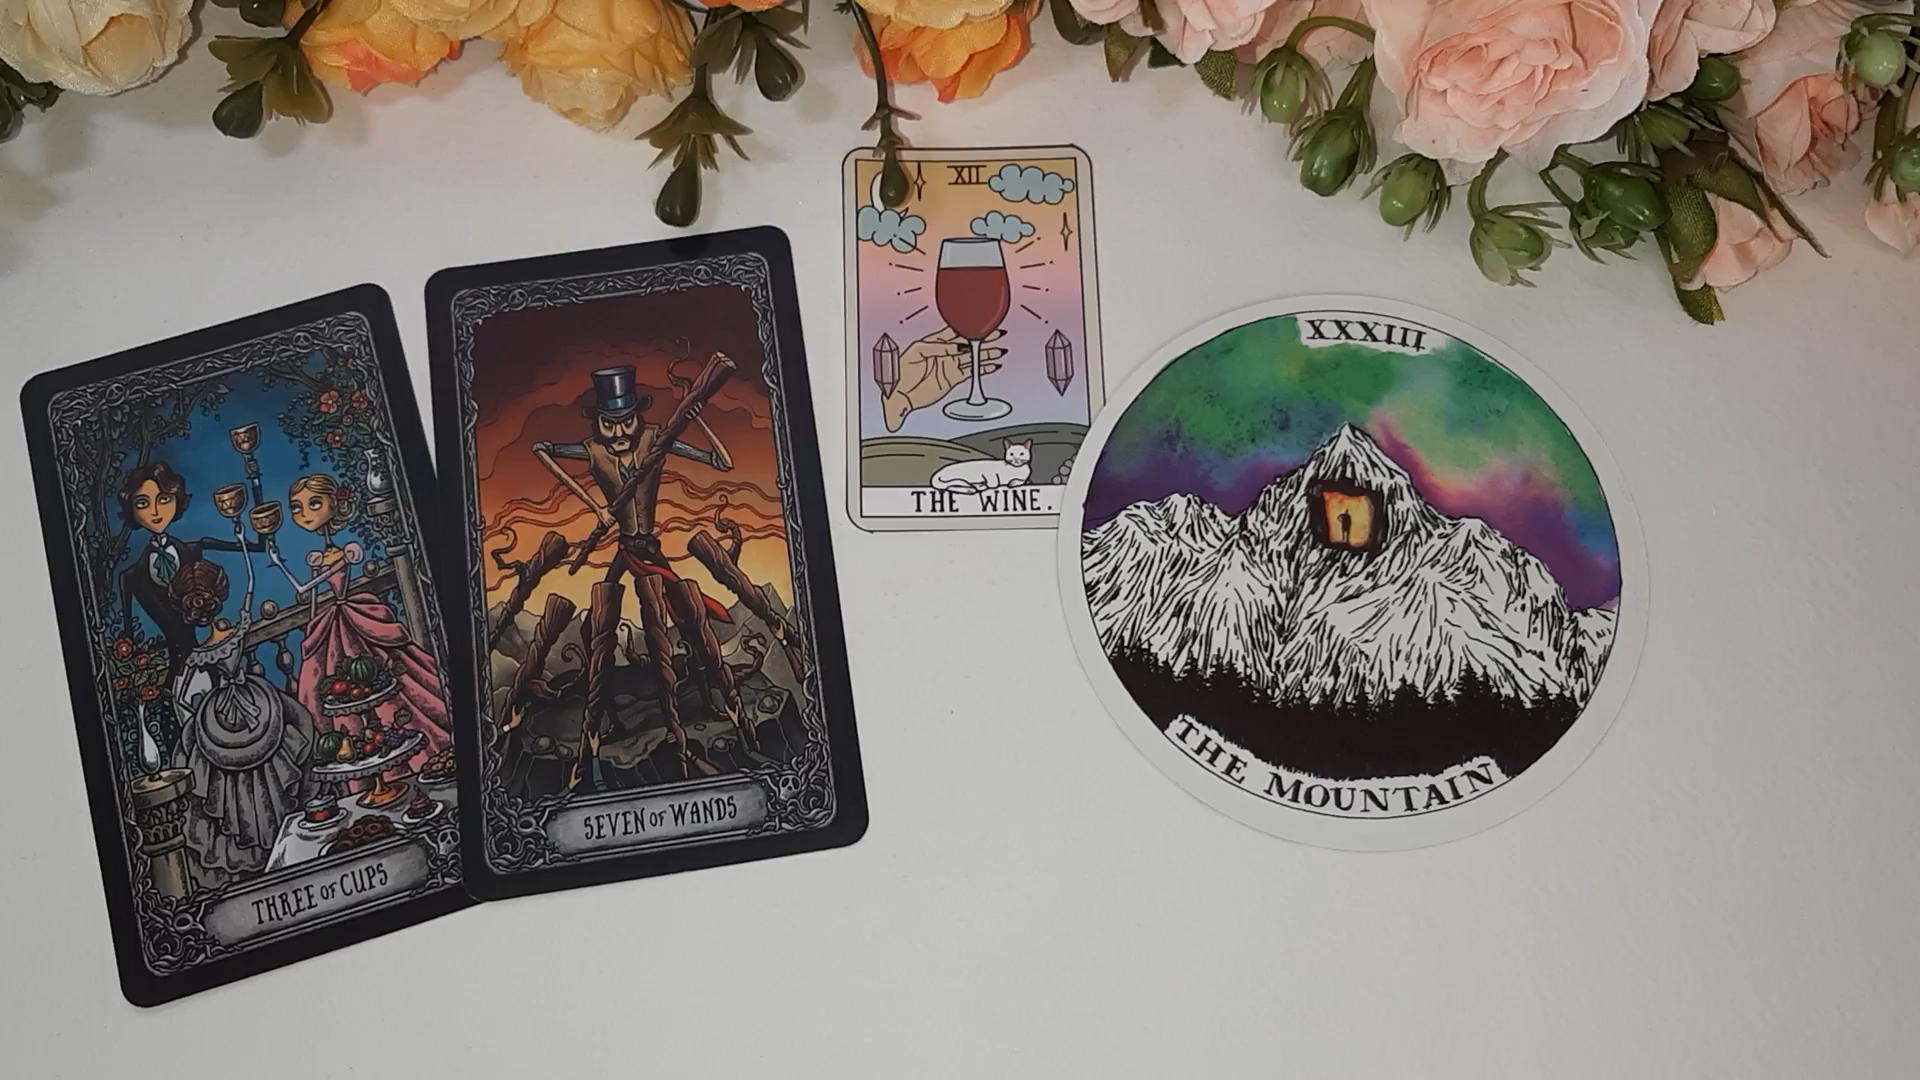 THREE OF CUPS
SEVEN OF WANDS
XII
THE WINE.
XXXIII
THE MOUNTAIN